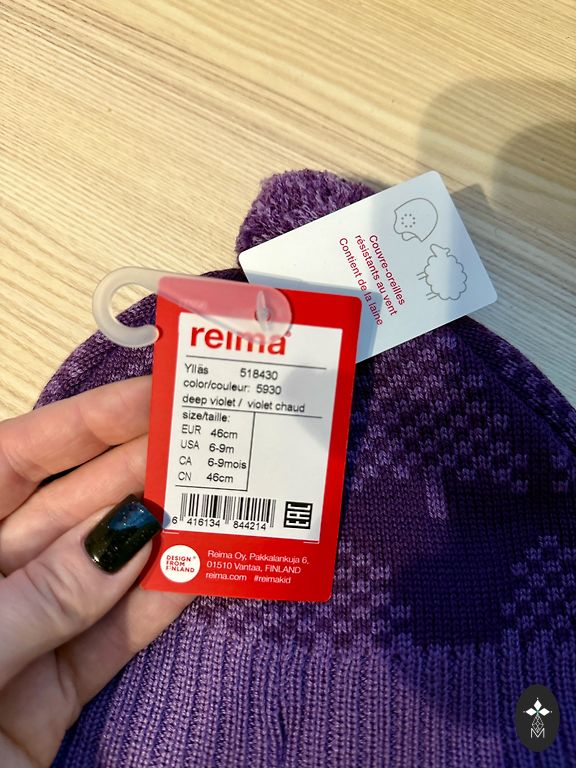 Couvre-oreilles
résistants au vent
Contient de la laine
reima®
Ylläs 518430
color/couleur: 5930
deep violet / violet chaud
size/taille:
EUR 46cm
USA 6-9m
CA 6-9mois
CN 46cm
6 416134 844214
EAC
DESIGN
FROM
FINLAND
Reima Oy, Pakkalankuja 6,
01510 Vantaa, FINLAND
reima.com #reimakid